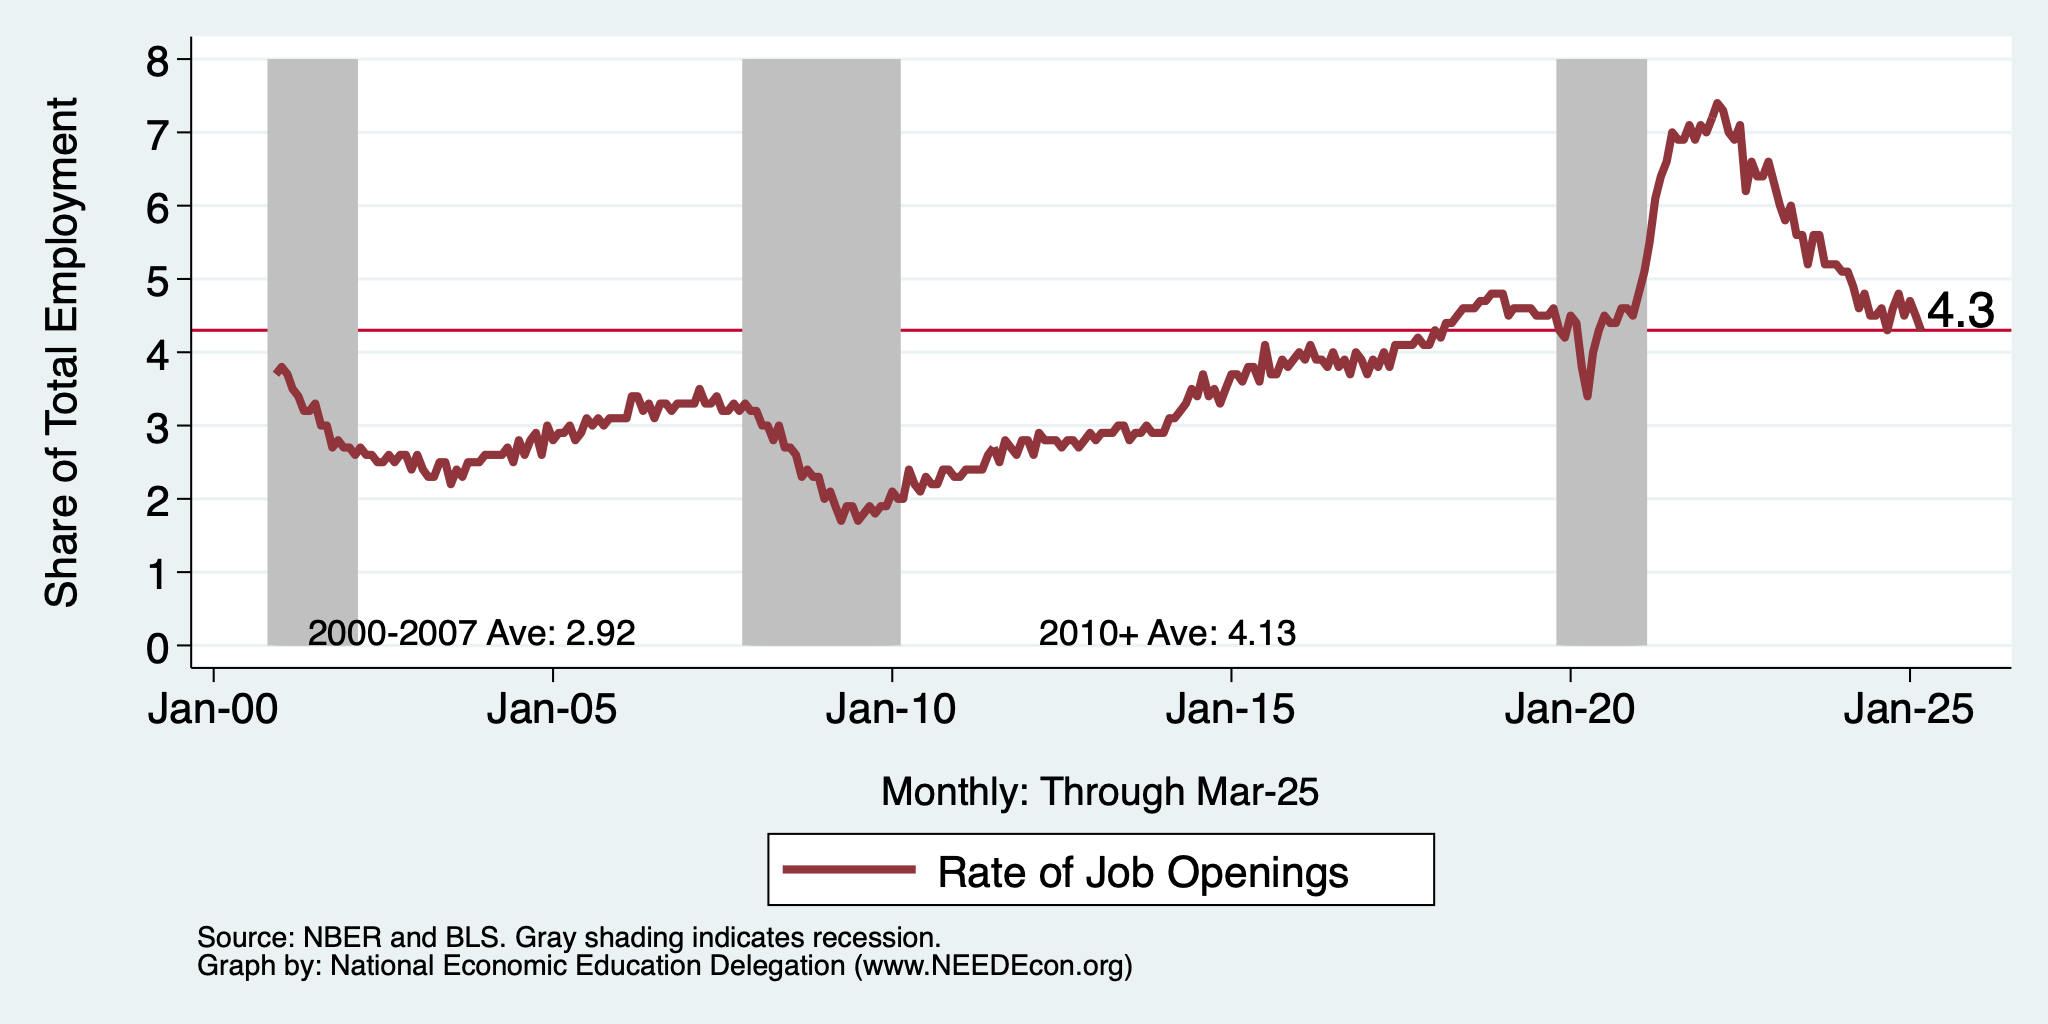 Share of Total Employment
8
7
6
5
4
3
2
1
0
4.3
2000-2007 Ave: 2.92
2010+ Ave: 4.13
Jan-00
Jan-05
Jan-10
Jan-15
Jan-20
Jan-25
Monthly: Through Mar-25
Rate of Job Openings
Source: NBER and BLS. Gray shading indicates recession.
Graph by: National Economic Education Delegation (www.NEEDEcon.org)